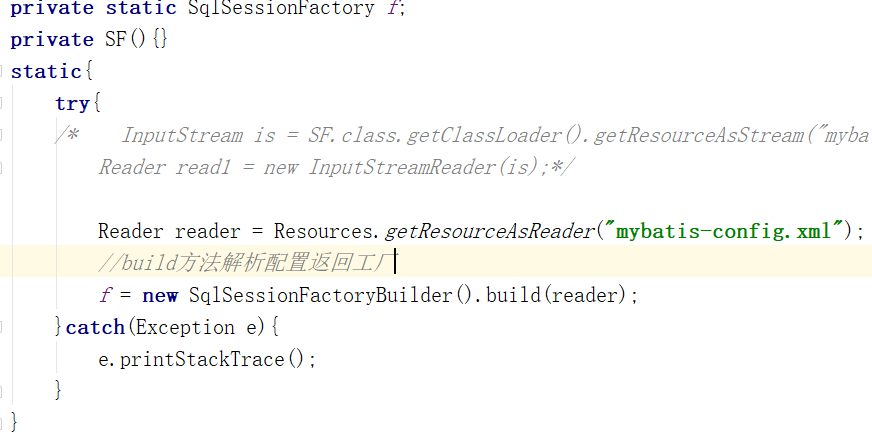 private static SqlSessionFactory f;
private SF(){}
static{
try{
/* InputStream is = SF.class.getClassLoader().getResourceAsStream("myba
Reader read1 = new InputStreamReader(is);*/
Reader reader = Resources.getResourceAsReader("mybatis-config.xml");
//build方法解析配置返回工厂
f = new SqlSessionFactoryBuilder().build(reader);
}catch(Exception e){
e.printStackTrace();
}
}